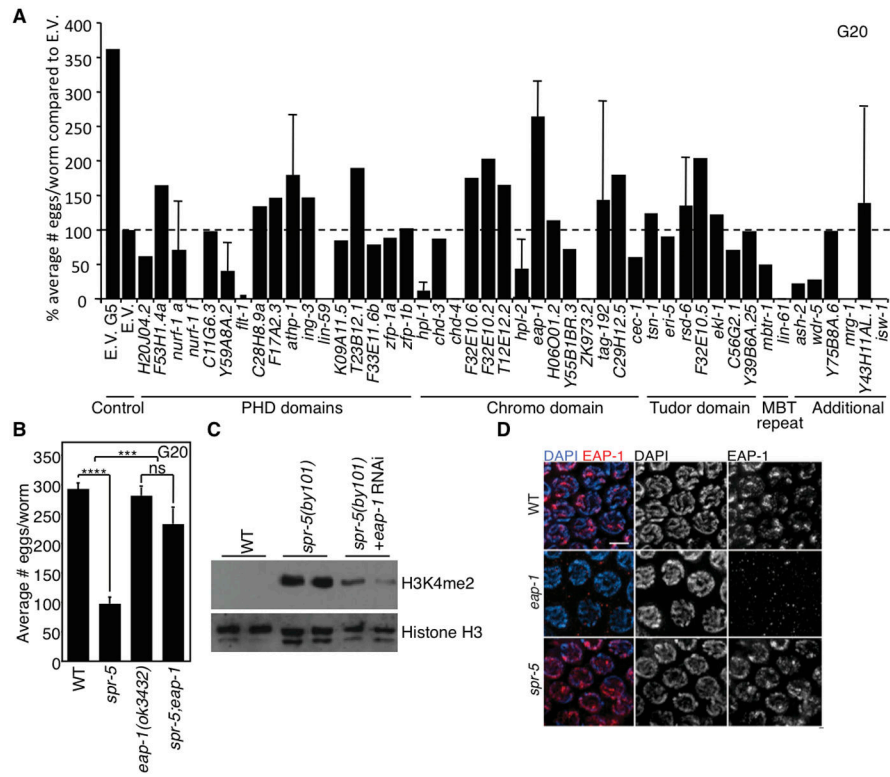 A
G20
% average # eggs/worm compared to E.V.
400
350
300
250
200
150
100
50
0
E.V. G5
E.V.
H20J04.2
F53H1.4a
nurf-1 a
nurf-1 f
C11G6.3
Y59A8A.2
flt-1
C28H8.9a
F17A2.3
athp-1
ing-3
lin-59
K09A11.5
T23B12.1
F33E11.6b
zfp-1a
zfp-1b
hpl-1
chd-3
chd-4
F32E10.6
F32E10.2
T12E12.2
hpl-2
eap-1
H06O01.2
Y55B1BR.3
ZK973.2
tag-192
C29H12.5
cec-1
tsn-1
eri-5
rsd-6
F32E10.5
ekl-1
C56G2.1
Y39B6A.25
mbtr-1
lin-61
ash-2
wdr-5
Y75B8A.6
mrg-1
Y43H11AL.1
isw-1
Control
PHD domains
Chromo domain
Tudor domain
MBT
repeat
Additional
B
G20
Average # eggs/worm
350
300
250
200
150
100
50
0
****
***
ns
WT
spr-5
eap-1(ok3432)
spr-5;eap-1
C
WT
spr-5(by101)
spr-5(by101)
+eap-1 RNAi
H3K4me2
Histone H3
D
DAPI EAP-1
DAPI
EAP-1
WT
eap-1
spr-5